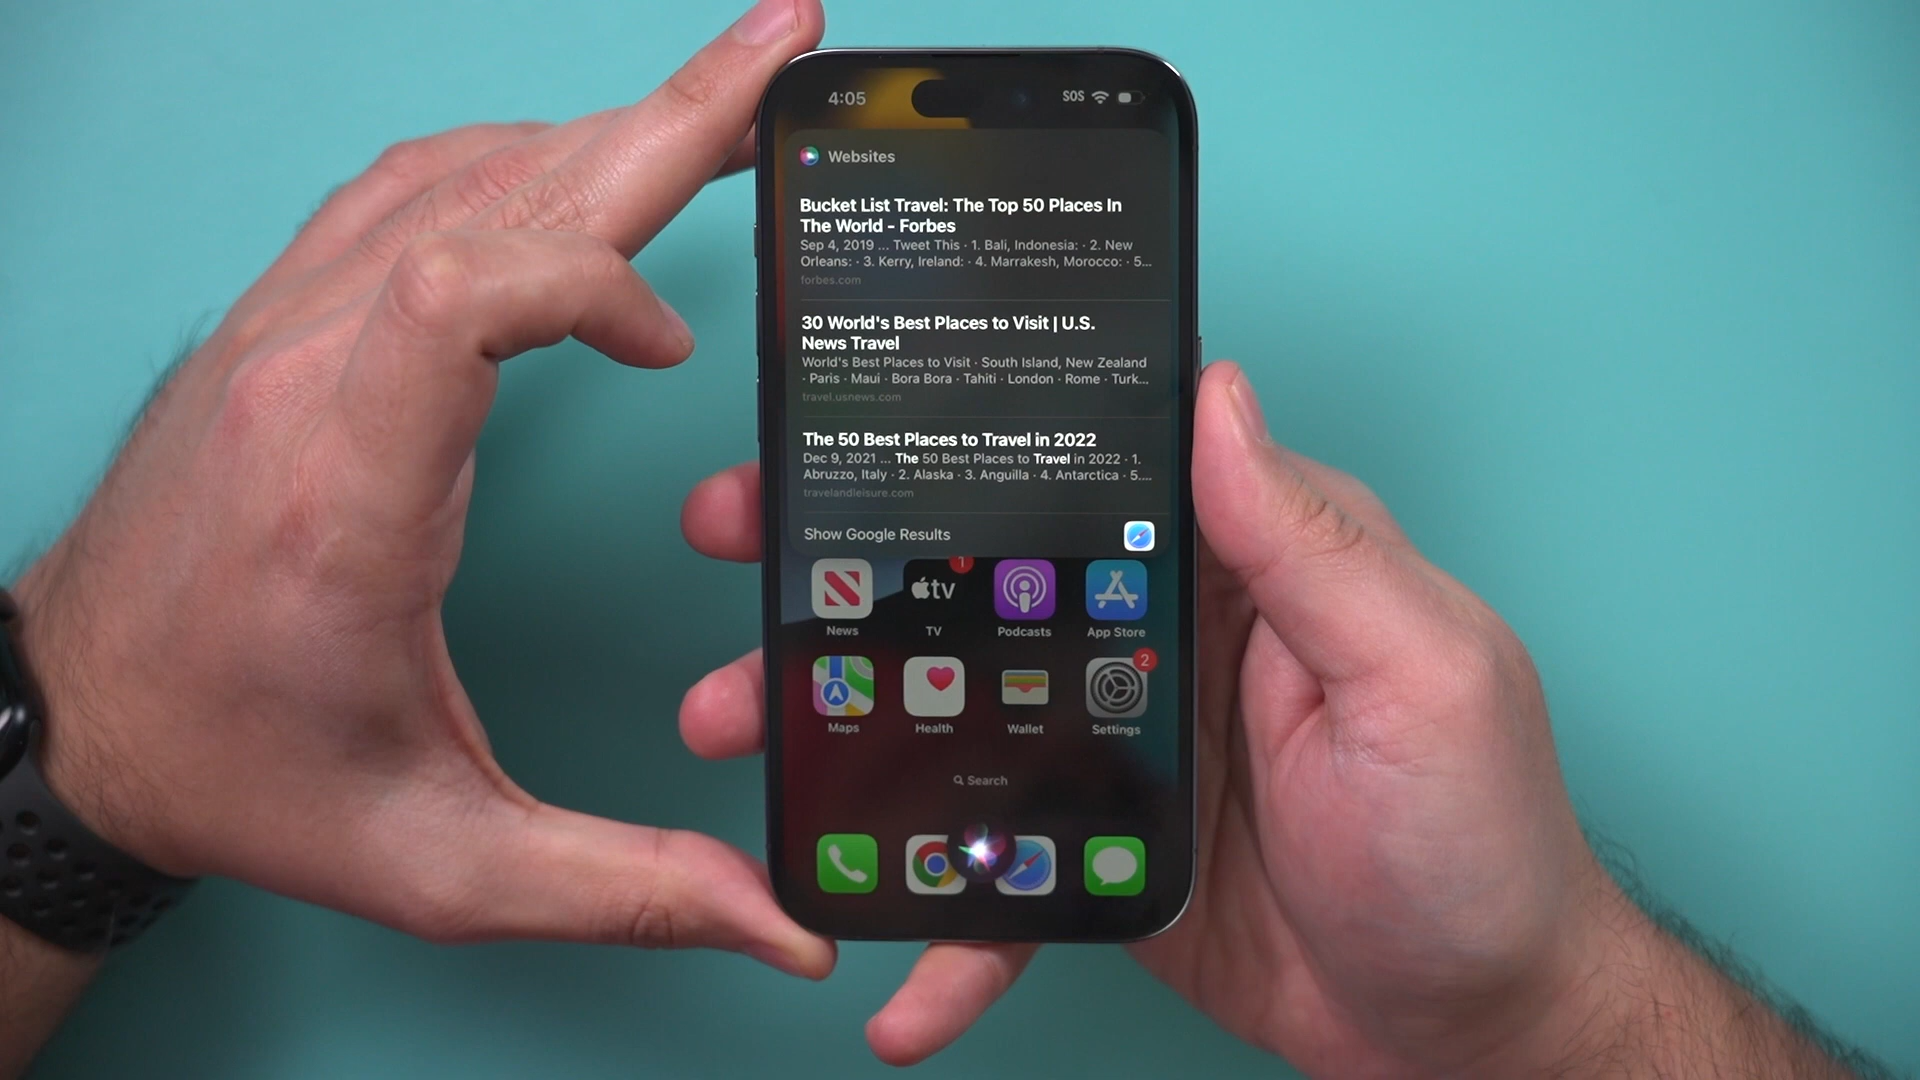 4:05
SOS
Websites
Bucket List Travel: The Top 50 Places In
The World - Forbes
Sep 4, 2019 ... Tweet This · 1. Bali, Indonesia: · 2. New
Orleans: · 3. Kerry, Ireland: · 4. Marrakesh, Morocco: · 5...
forbes.com
30 World's Best Places to Visit | U.S.
News Travel
World's Best Places to Visit · South Island, New Zealand
· Paris · Maui · Bora Bora · Tahiti · London · Rome · Turk...
travel.usnews.com
The 50 Best Places to Travel in 2022
Dec 9, 2021 ... The 50 Best Places to Travel in 2022 · 1.
Abruzzo, Italy · 2. Alaska · 3. Anguilla · 4. Antarctica · 5....
travelandleisure.com
Show Google Results
1
tv
News TV Podcasts App Store
2
Maps Health Wallet Settings
Search